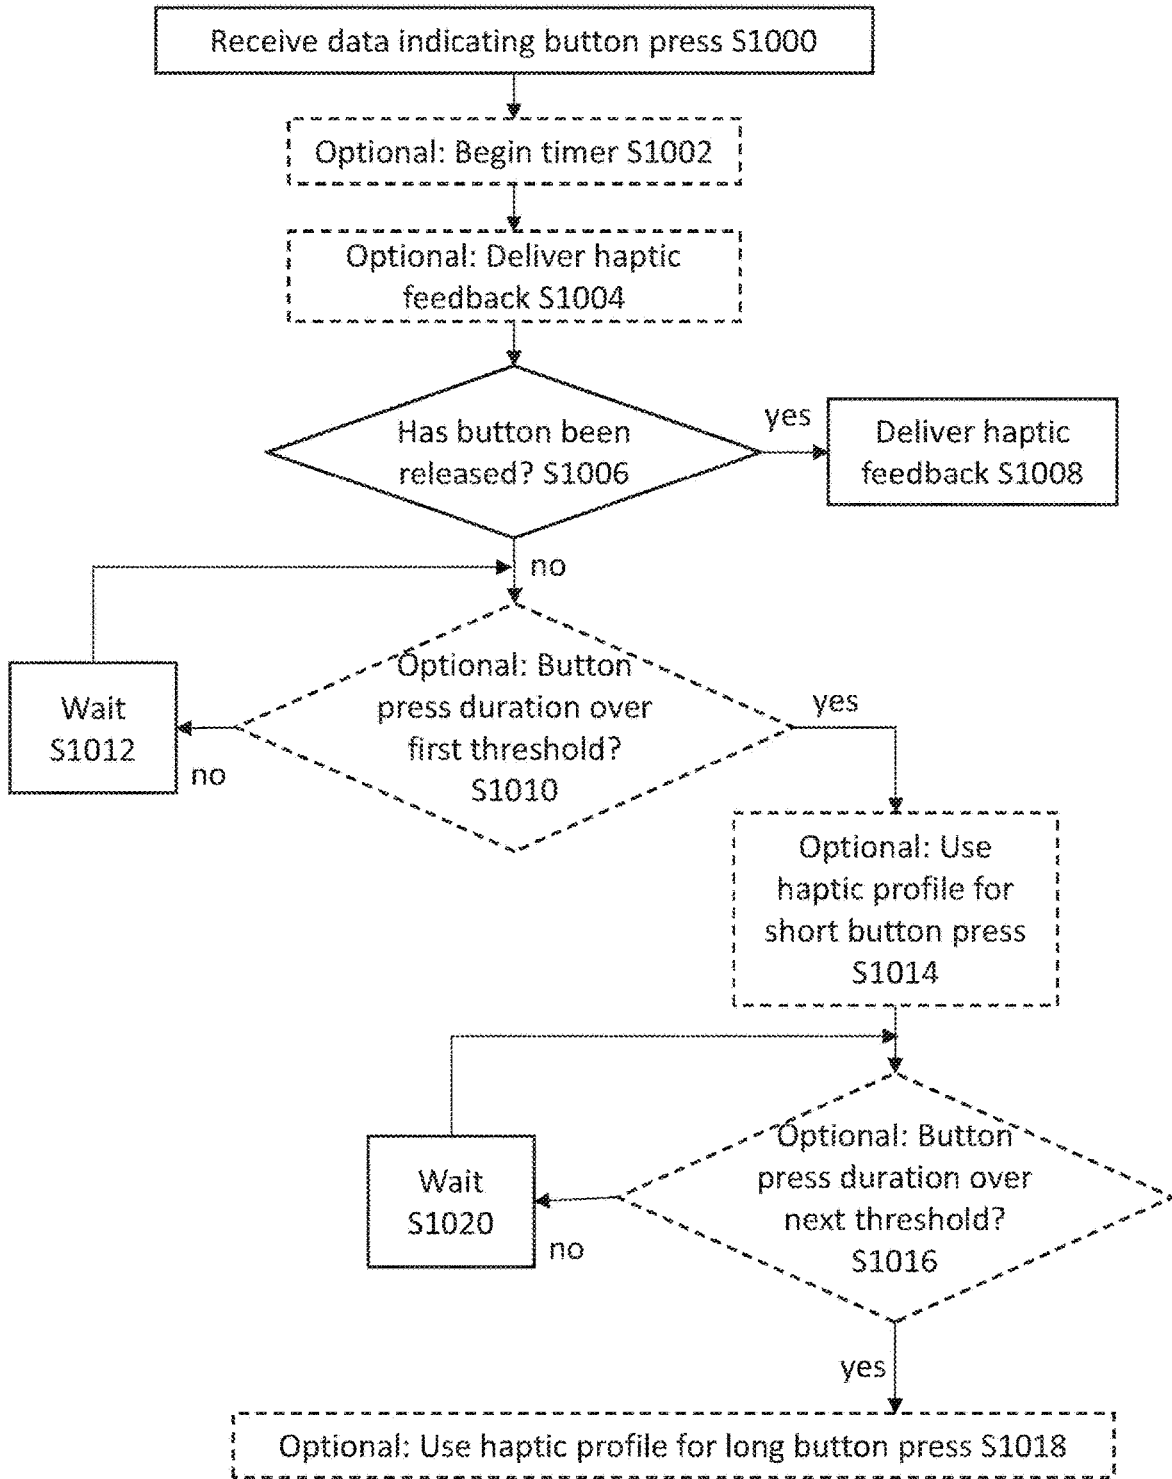 Receive data indicating button press S1000
Optional: Begin timer S1002
Optional: Deliver haptic
feedback S1004
Has button been
released? S1006
yes
Deliver haptic
feedback S1008
no
Optional: Button
press duration over
first threshold?
S1010
Wait
S1012
no
yes
Optional: Use
haptic profile for
short button press
S1014
Optional: Button
press duration over
next threshold?
S1016
Wait
S1020
no
yes
Optional: Use haptic profile for long button press S1018